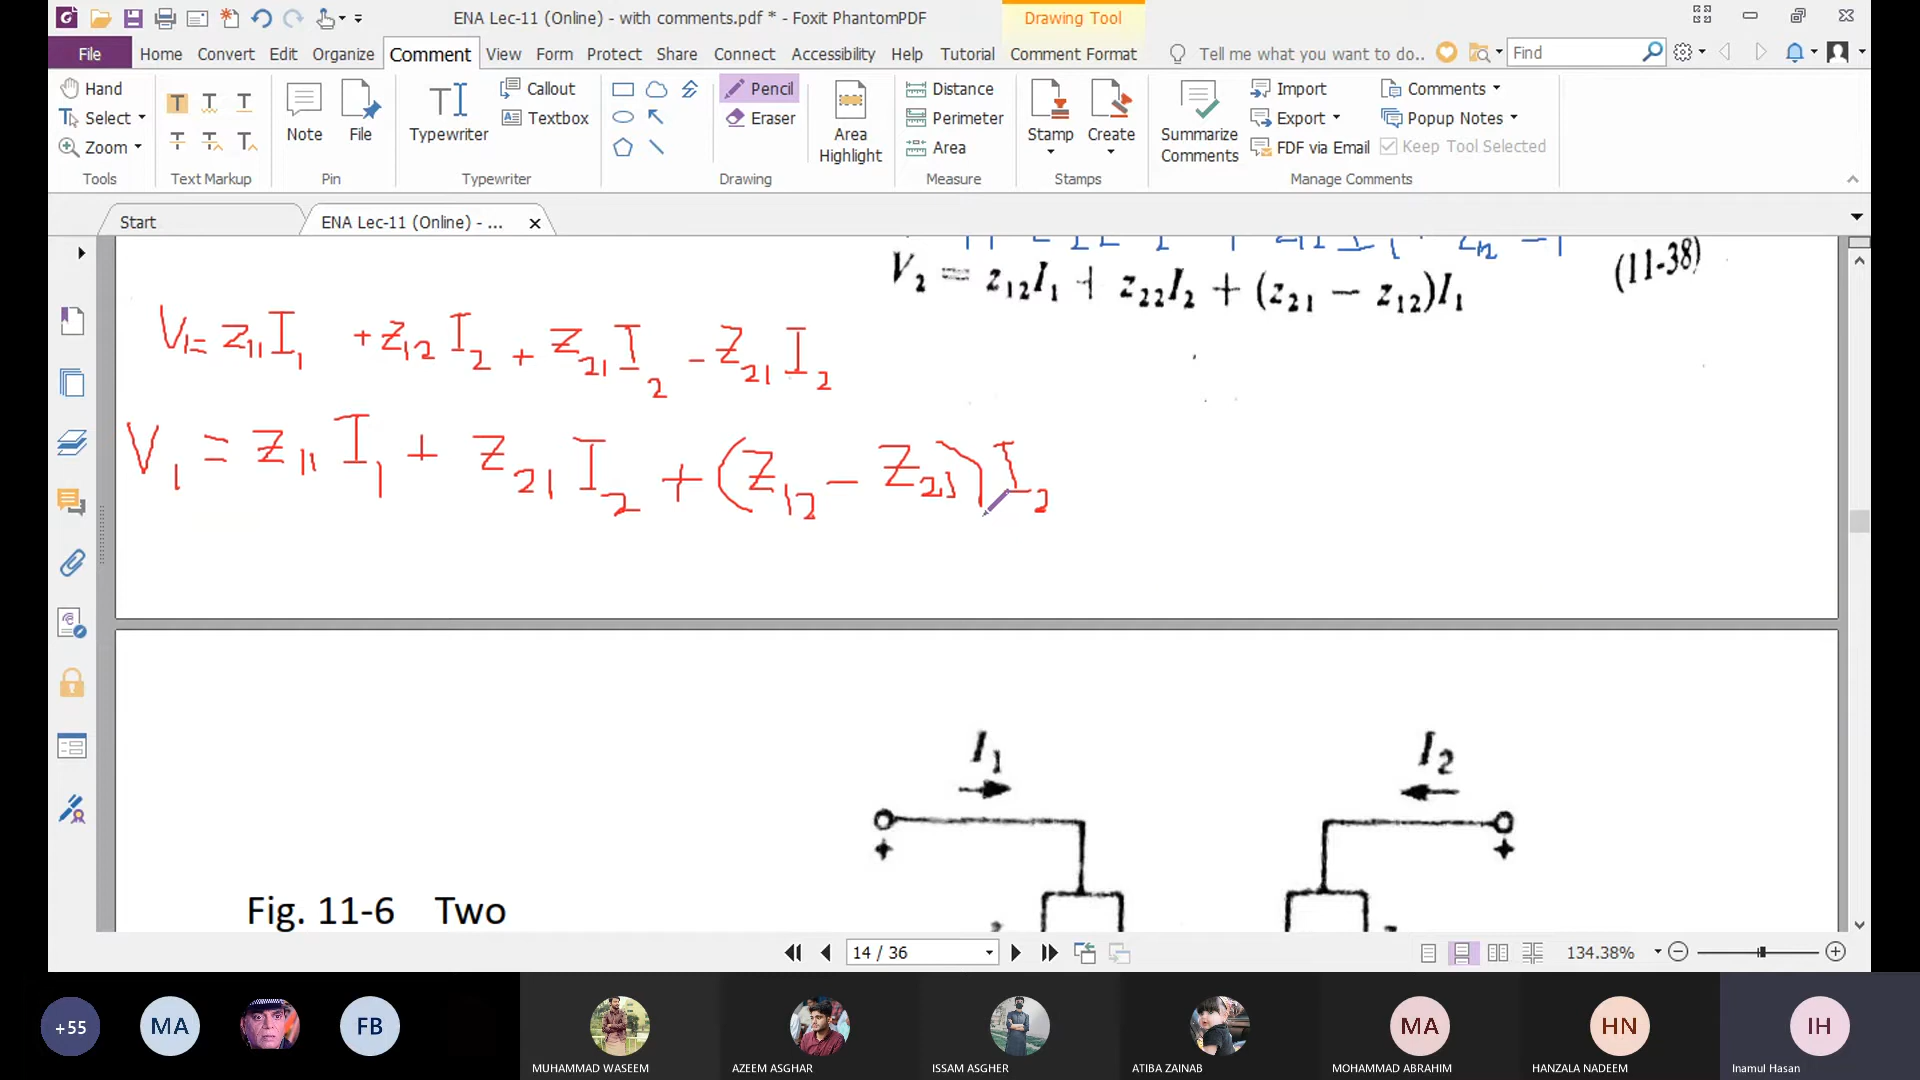 ENA Lec-11 (Online) - with comments.pdf * - Foxit PhantomPDF
Drawing Tool
File Home Convert Edit Organize Comment View Form Protect Share Connect Accessibility Help Tutorial Comment Format Tell me what you want to do.. Find
Hand
Select
Zoom
Tools
Text Markup
Note
File
Pin
Typewriter
Callout
Textbox
Typewriter
Pencil
Eraser
Drawing
Area Highlight
Distance
Perimeter
Area
Measure
Stamp
Create
Stamps
Summarize Comments
Import
Export
FDF via Email
Comments
Popup Notes
Keep Tool Selected
Manage Comments
Start
ENA Lec-11 (Online) - ...
V₂ = z₁₂I₁ + z₂₂I₂ + (z₂₁ − z₁₂)I₁ (11-38)
V₁= Z₁₁I₁ + Z₁₂ I₂ + Z₂₁ I₂ - Z₂₁ I₂
V₁ = Z₁₁ I₁ + Z₂₁ I₂ + (Z₁₂ - Z₂₁) I₂
I₁ I₂
+ +
Fig. 11-6 Two
14 / 36
134.38%
+55 MA FB MA HN IH
MUHAMMAD WASEEM AZEEM ASGHAR ISSAM ASGHER ATIBA ZAINAB MOHAMMAD ABRAHIM HANZALA NADEEM Inamul Hasan